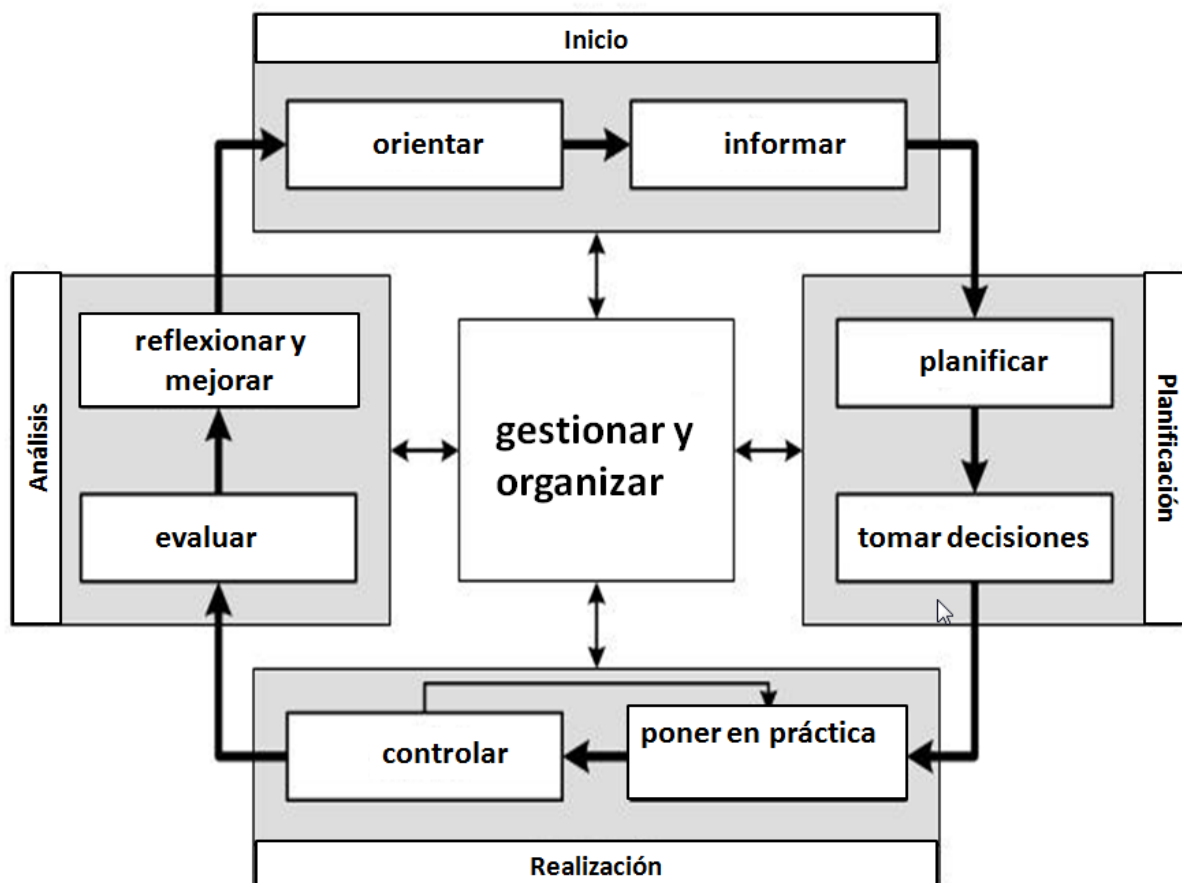 Inicio
orientar
informar
reflexionar y
mejorar
planificar
Análisis
gestionar y
organizar
Planificación
evaluar
tomar decisiones
controlar
poner en práctica
Realización